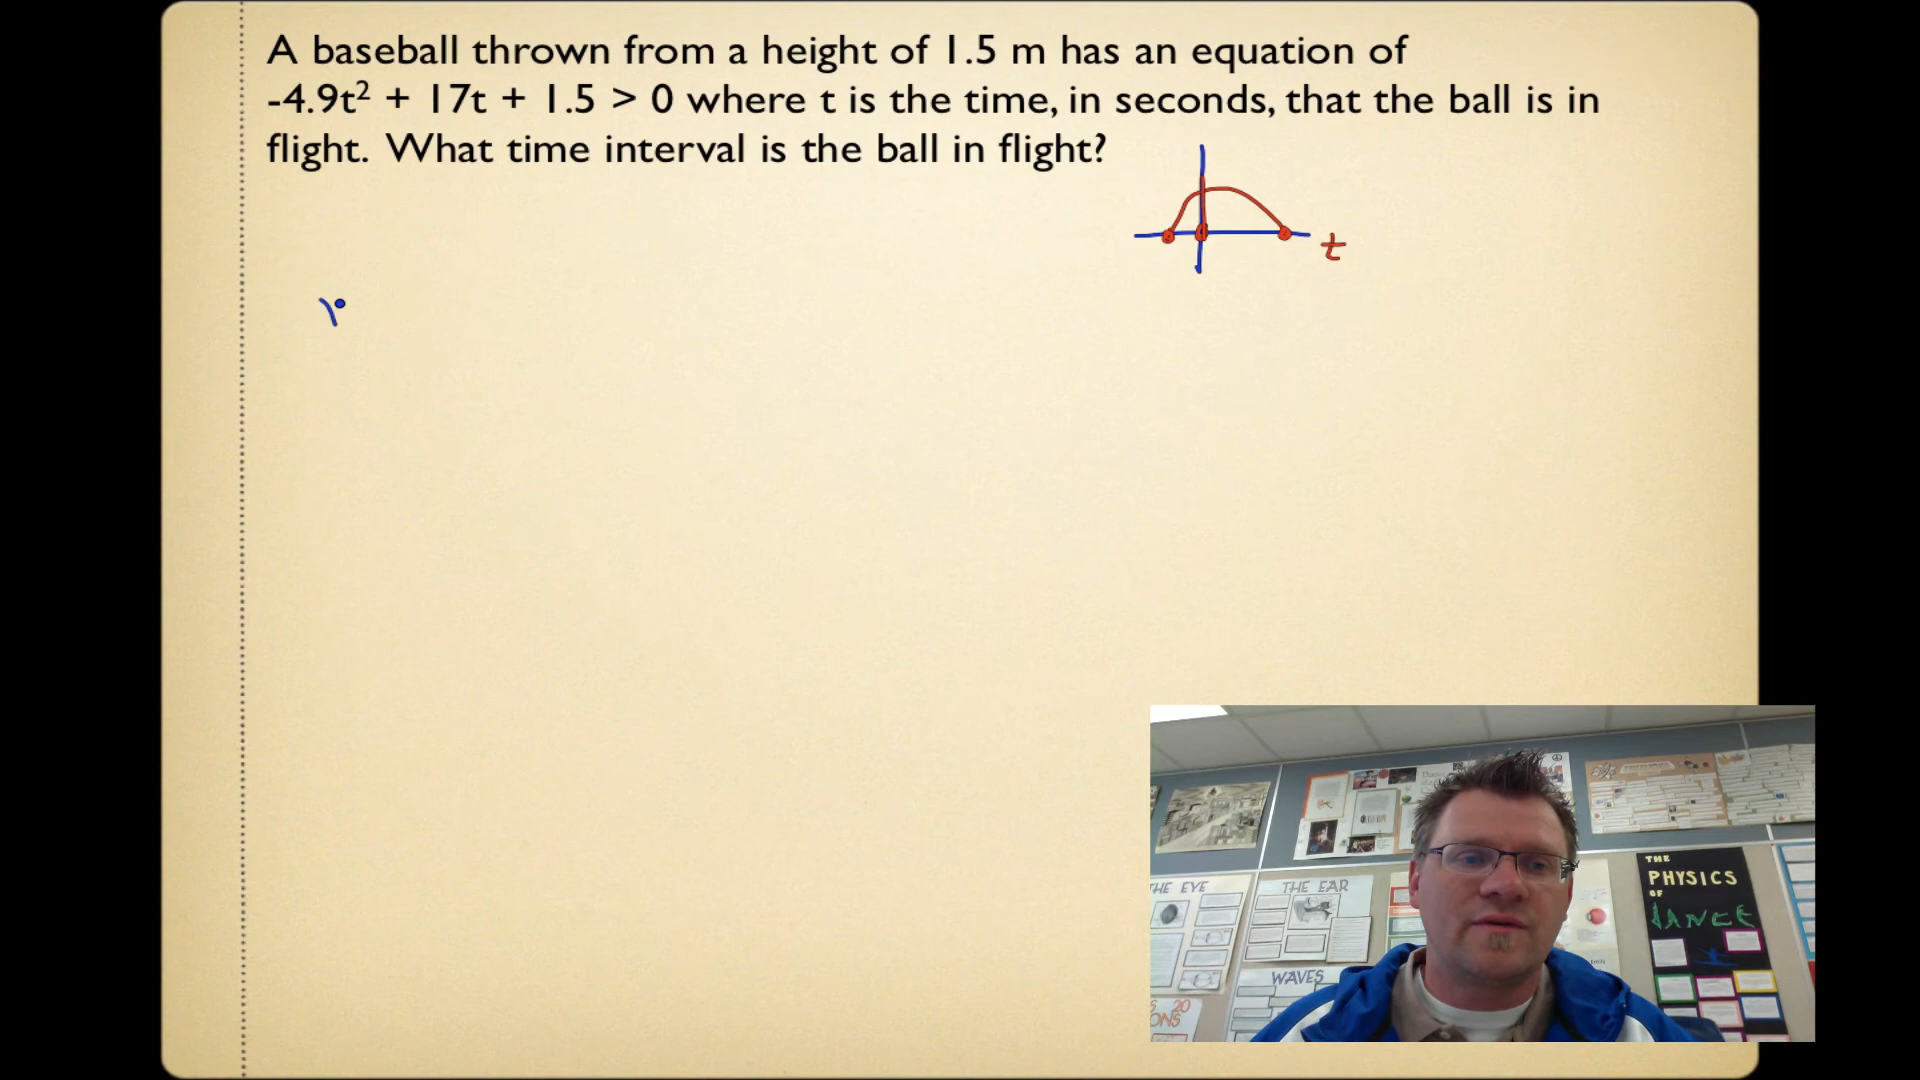 A baseball thrown from a height of 1.5 m has an equation of
-4.9t² + 17t + 1.5 > 0 where t is the time, in seconds, that the ball is in
flight. What time interval is the ball in flight?
t
THE EYE
THE EAR
WAVES
20
THE
PHYSICS
OF
DANCE